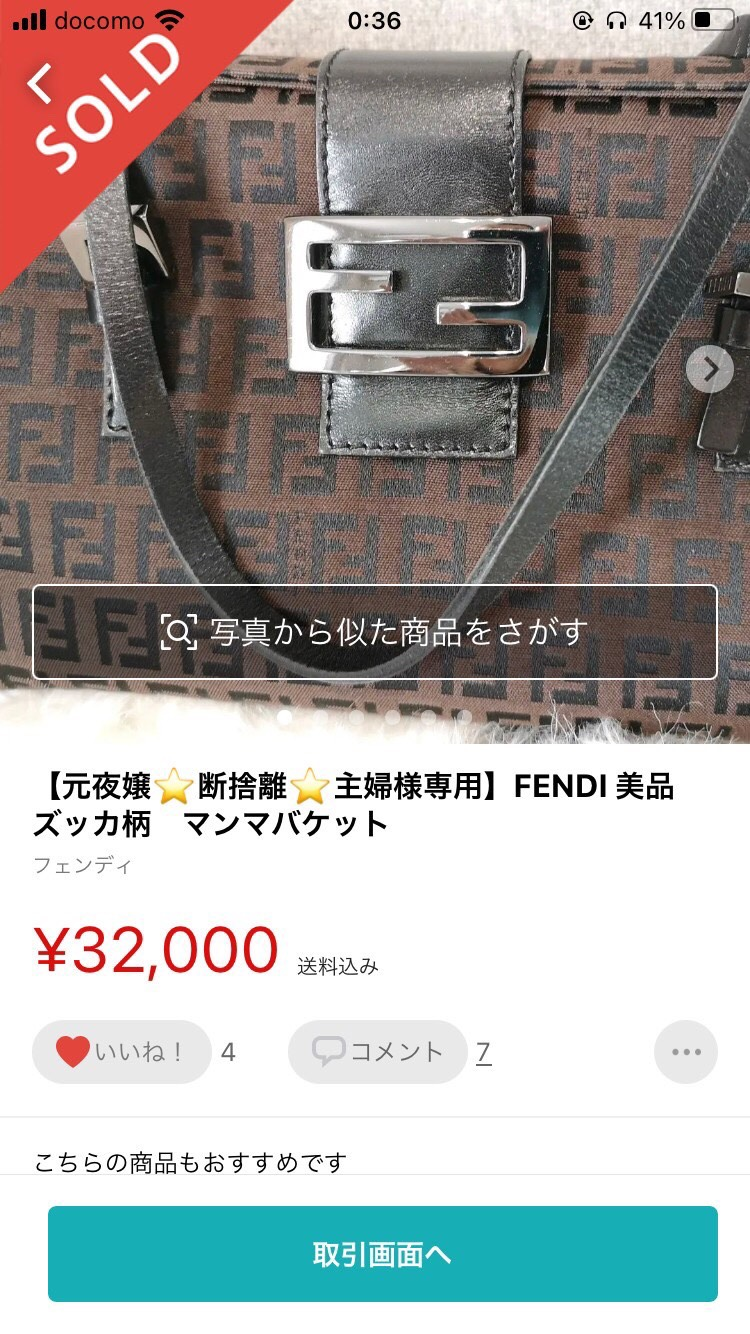 docomo 0:36 41%
SOLD
写真から似た商品をさがす
【元夜嬢⭐断捨離⭐主婦様専用】FENDI 美品
ズッカ柄　マンマバケット
フェンディ
¥32,000 送料込み
いいね！ 4 コメント 7
こちらの商品もおすすめです
取引画面へ